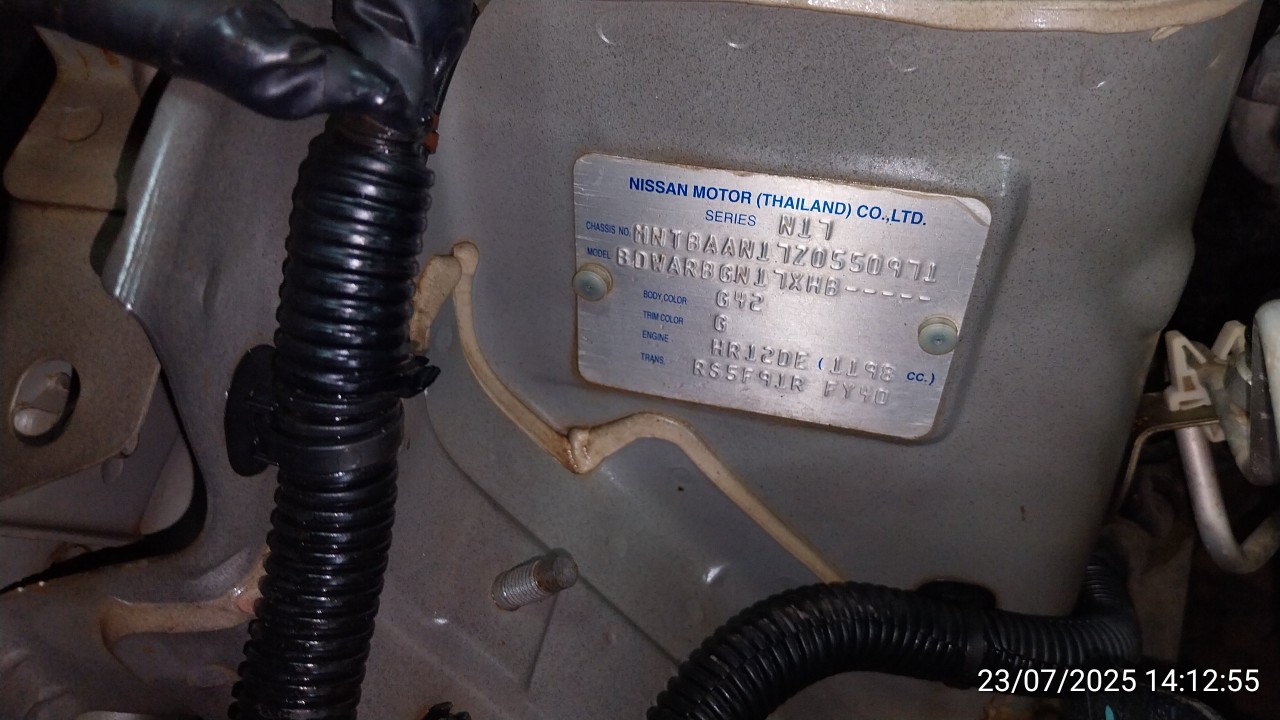 NISSAN MOTOR (THAILAND) CO.,LTD.
SERIES N17
CHASSIS NO. MNTBAAN17Z0550971
MODEL BDWARBGN17XHB-----
BODY COLOR G42
TRIM COLOR G
ENGINE HR12DE (1198 CC.)
TRANS. RS5F91R FY40
23/07/2025 14:12:55